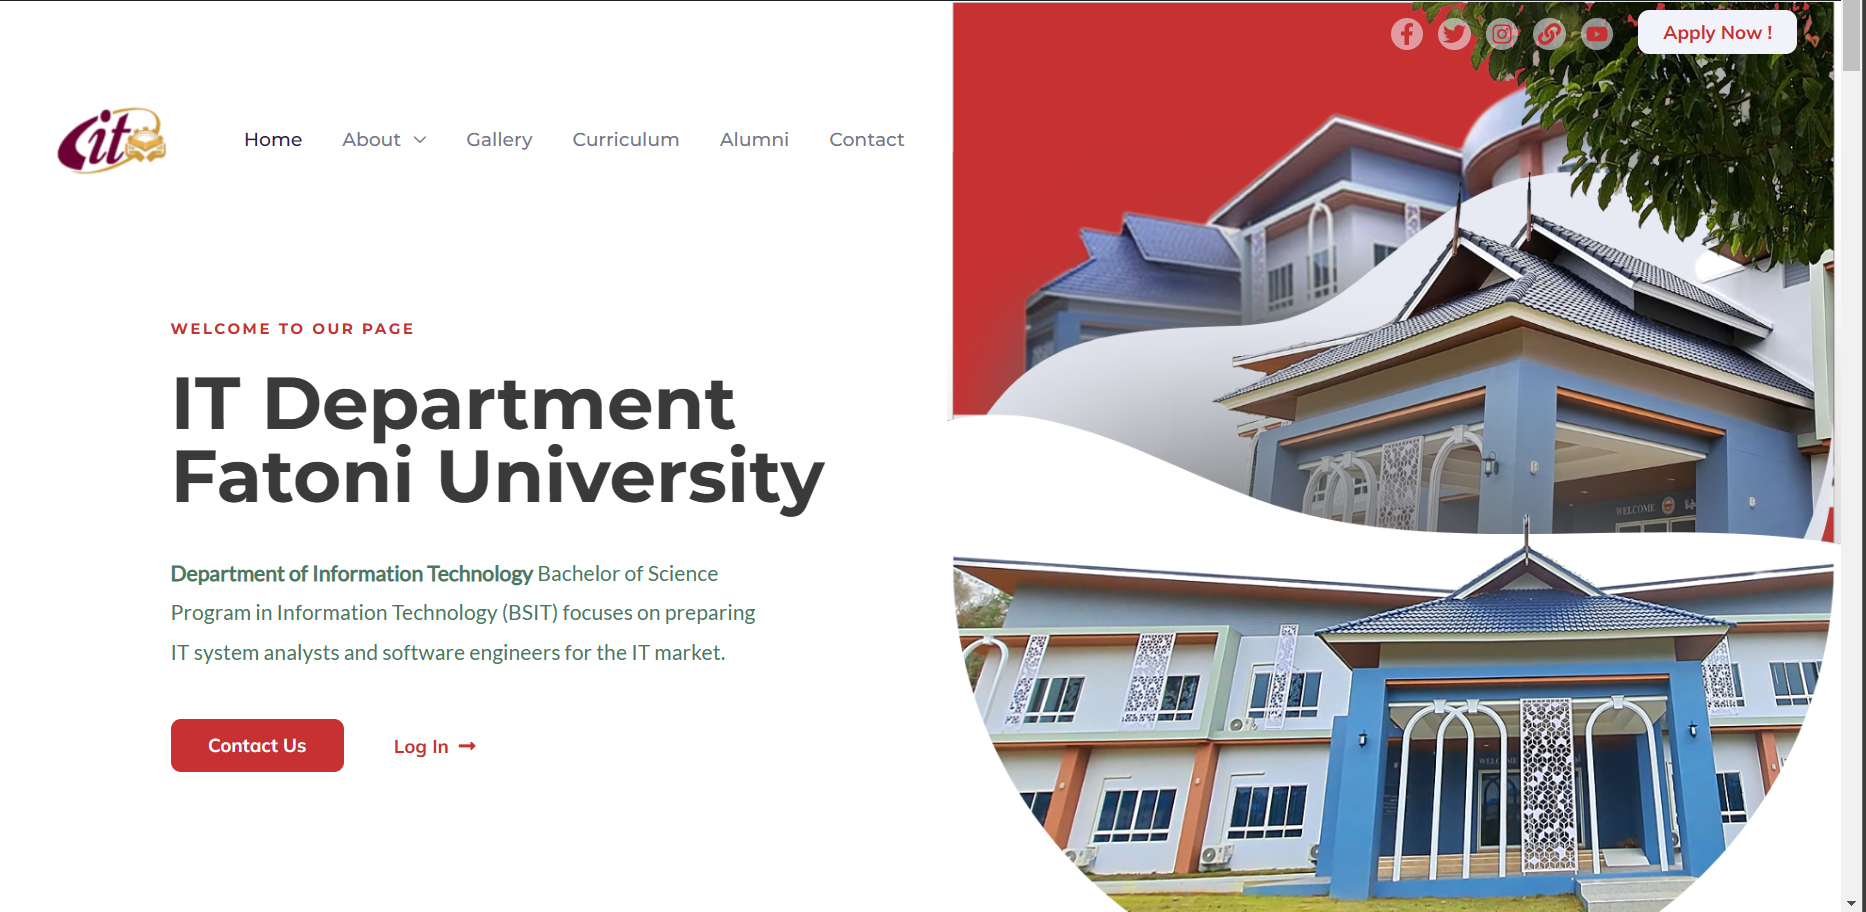 Apply Now !
cit
Home About Gallery Curriculum Alumni Contact
WELCOME TO OUR PAGE
IT Department
Fatoni University
Department of Information Technology Bachelor of Science
Program in Information Technology (BSIT) focuses on preparing
IT system analysts and software engineers for the IT market.
Contact Us Log In
WELCOME